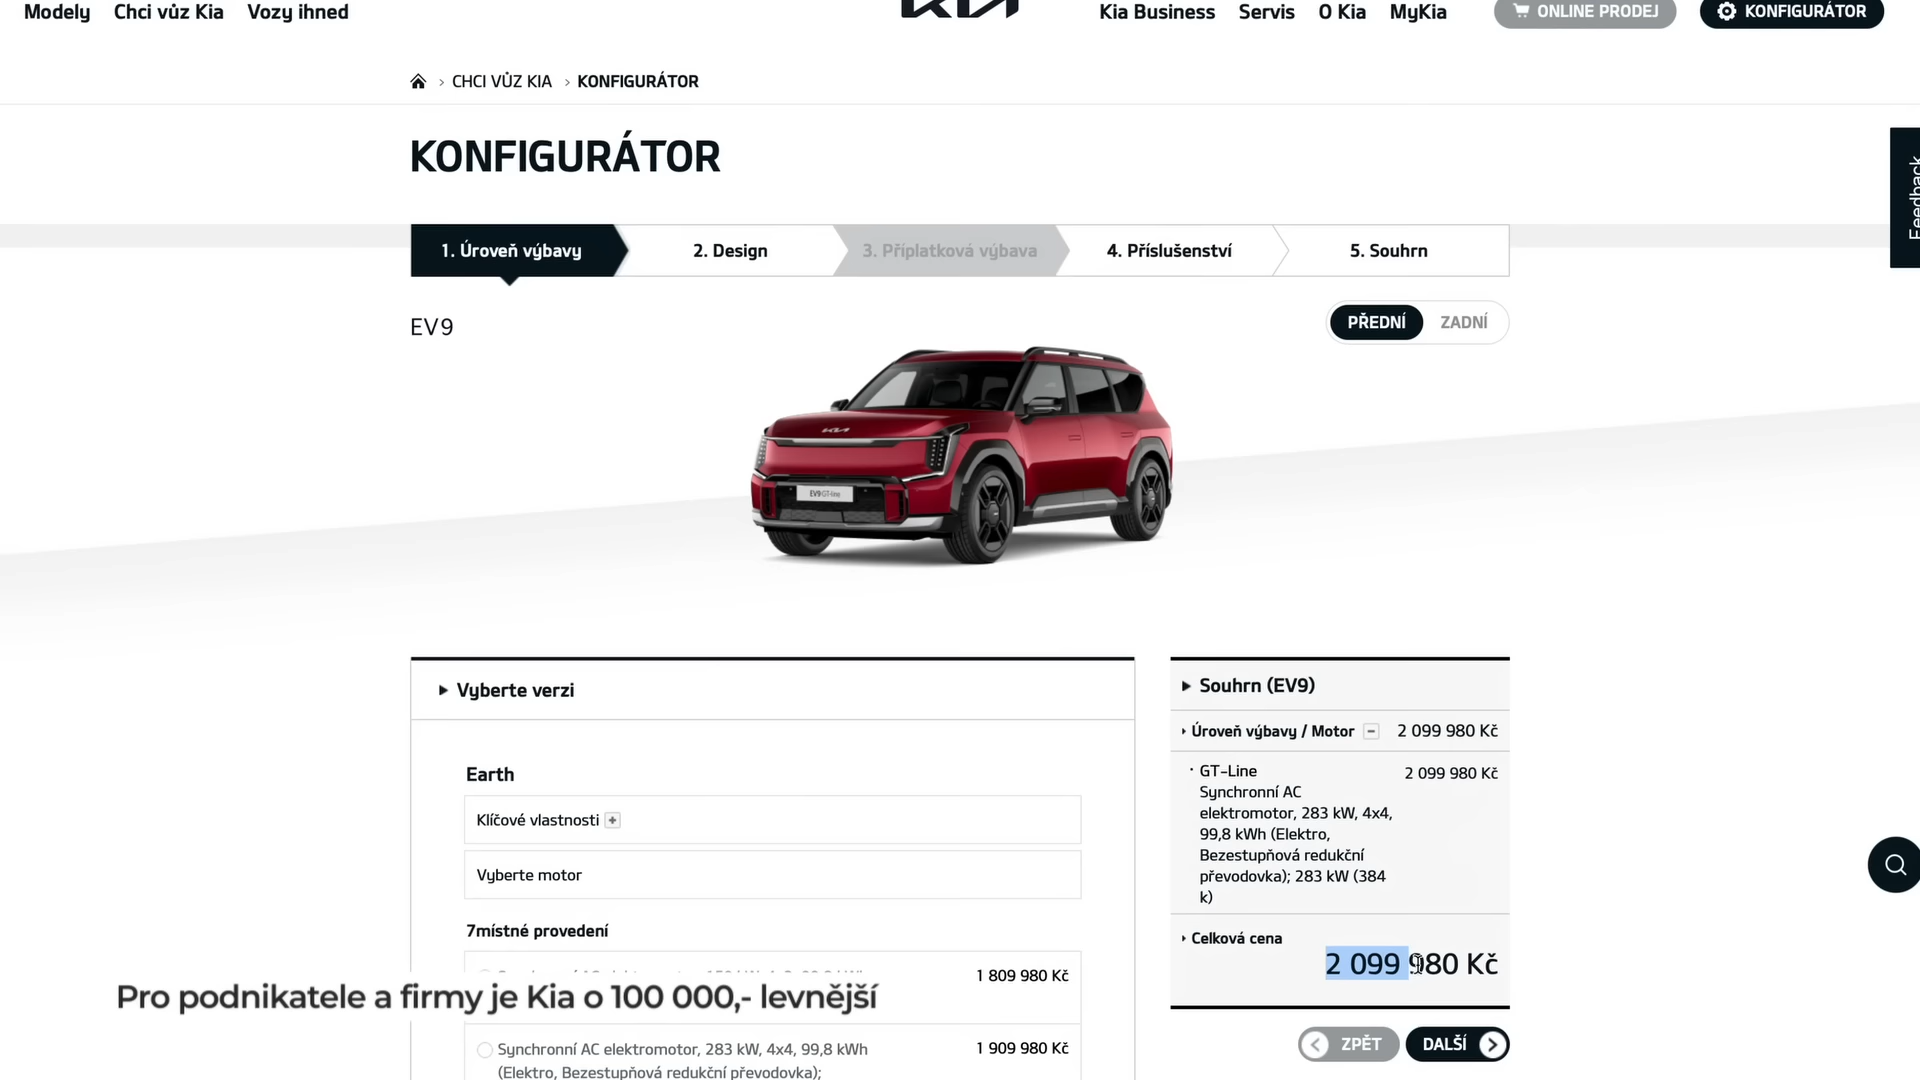 Modely Chci vůz Kia Vozy ihned
KIA
Kia Business Servis O Kia MyKia ONLINE PRODEJ KONFIGURÁTOR
CHCI VŮZ KIA > KONFIGURÁTOR
KONFIGURÁTOR
Feedback
1. Úroveň výbavy 2. Design 3. Příplatková výbava 4. Příslušenství 5. Souhrn
EV9
PŘEDNÍ ZADNÍ
KIA
EV9 GT-line
Vyberte verzi
Earth
Klíčové vlastnosti +
Vyberte motor
7místné provedení
1 809 980 Kč
Synchronní AC elektromotor, 283 kW, 4x4, 99,8 kWh 1 909 980 Kč
(Elektro, Bezestupňová redukční převodovka);
Souhrn (EV9)
Úroveň výbavy / Motor − 2 099 980 Kč
GT-Line 2 099 980 Kč
Synchronní AC
elektromotor, 283 kW, 4x4,
99,8 kWh (Elektro,
Bezestupňová redukční
převodovka); 283 kW (384
k)
Celková cena
2 099 980 Kč
ZPĚT DALŠÍ
Pro podnikatele a firmy je Kia o 100 000,- levnější